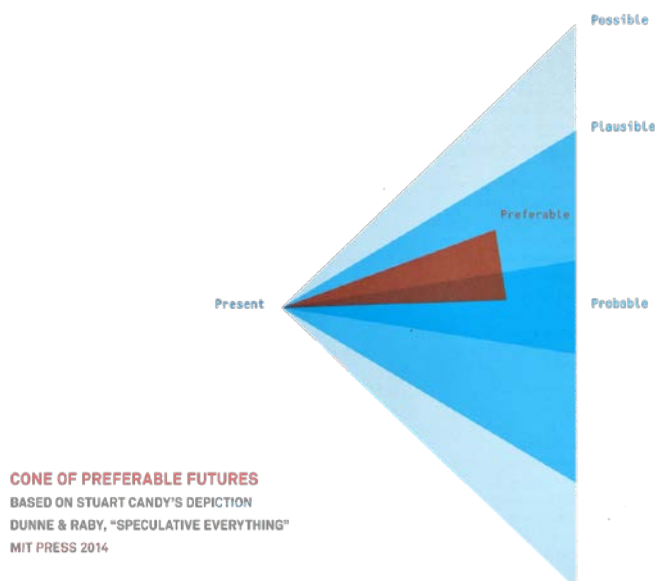 Possible
Plausible
Preferable
Present
Probable
CONE OF PREFERABLE FUTURES
BASED ON STUART CANDY'S DEPICTION
DUNNE & RABY, "SPECULATIVE EVERYTHING"
MIT PRESS 2014